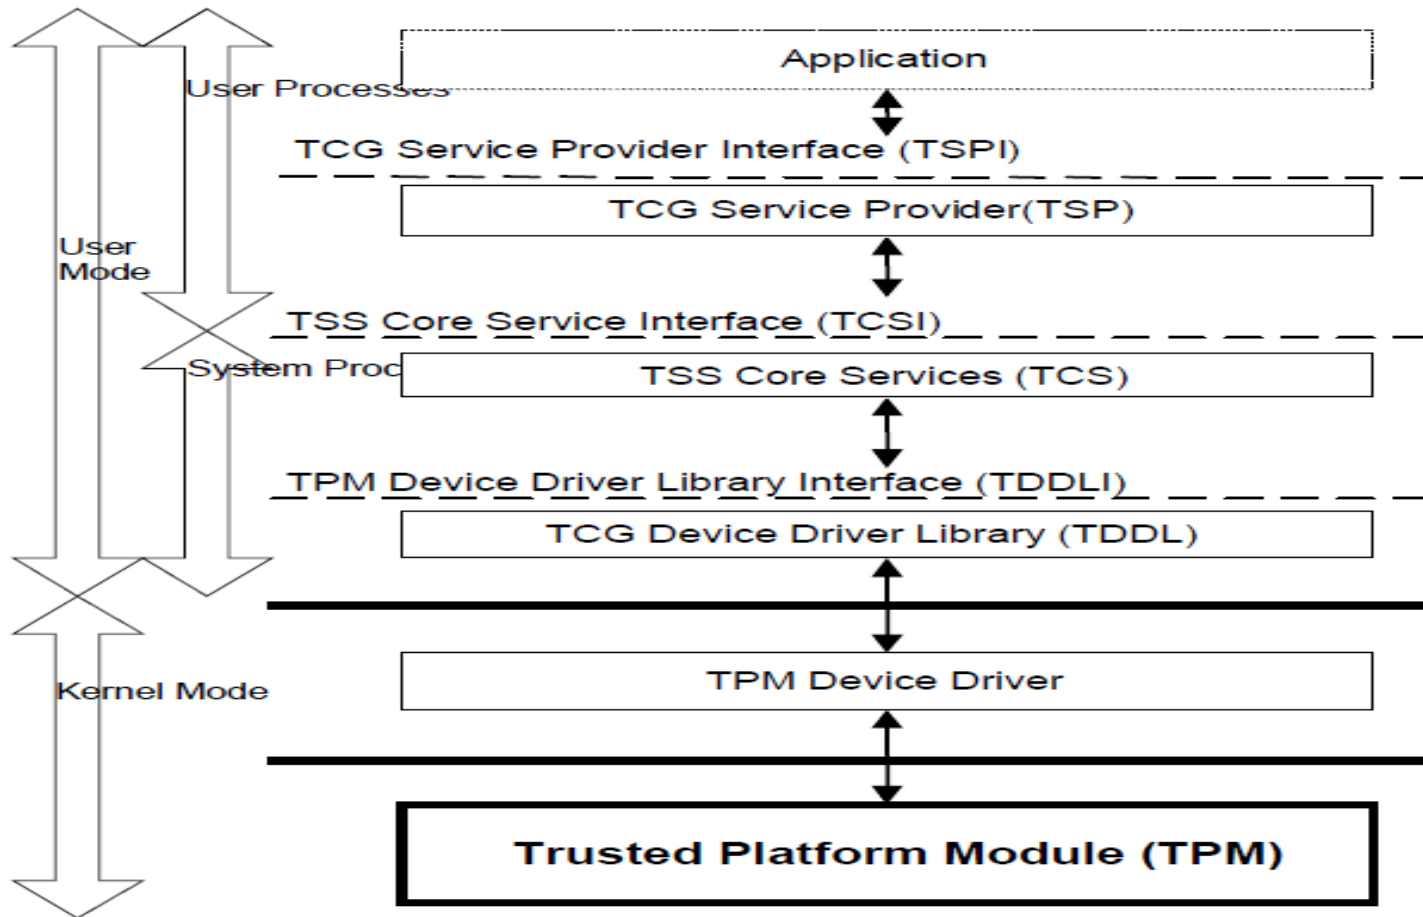 Application
User Processes
TCG Service Provider Interface (TSPI)
TCG Service Provider(TSP)
User
Mode
TSS Core Service Interface (TCSI)
System Proc
TSS Core Services (TCS)
TPM Device Driver Library Interface (TDDLI)
TCG Device Driver Library (TDDL)
TPM Device Driver
Kernel Mode
Trusted Platform Module (TPM)